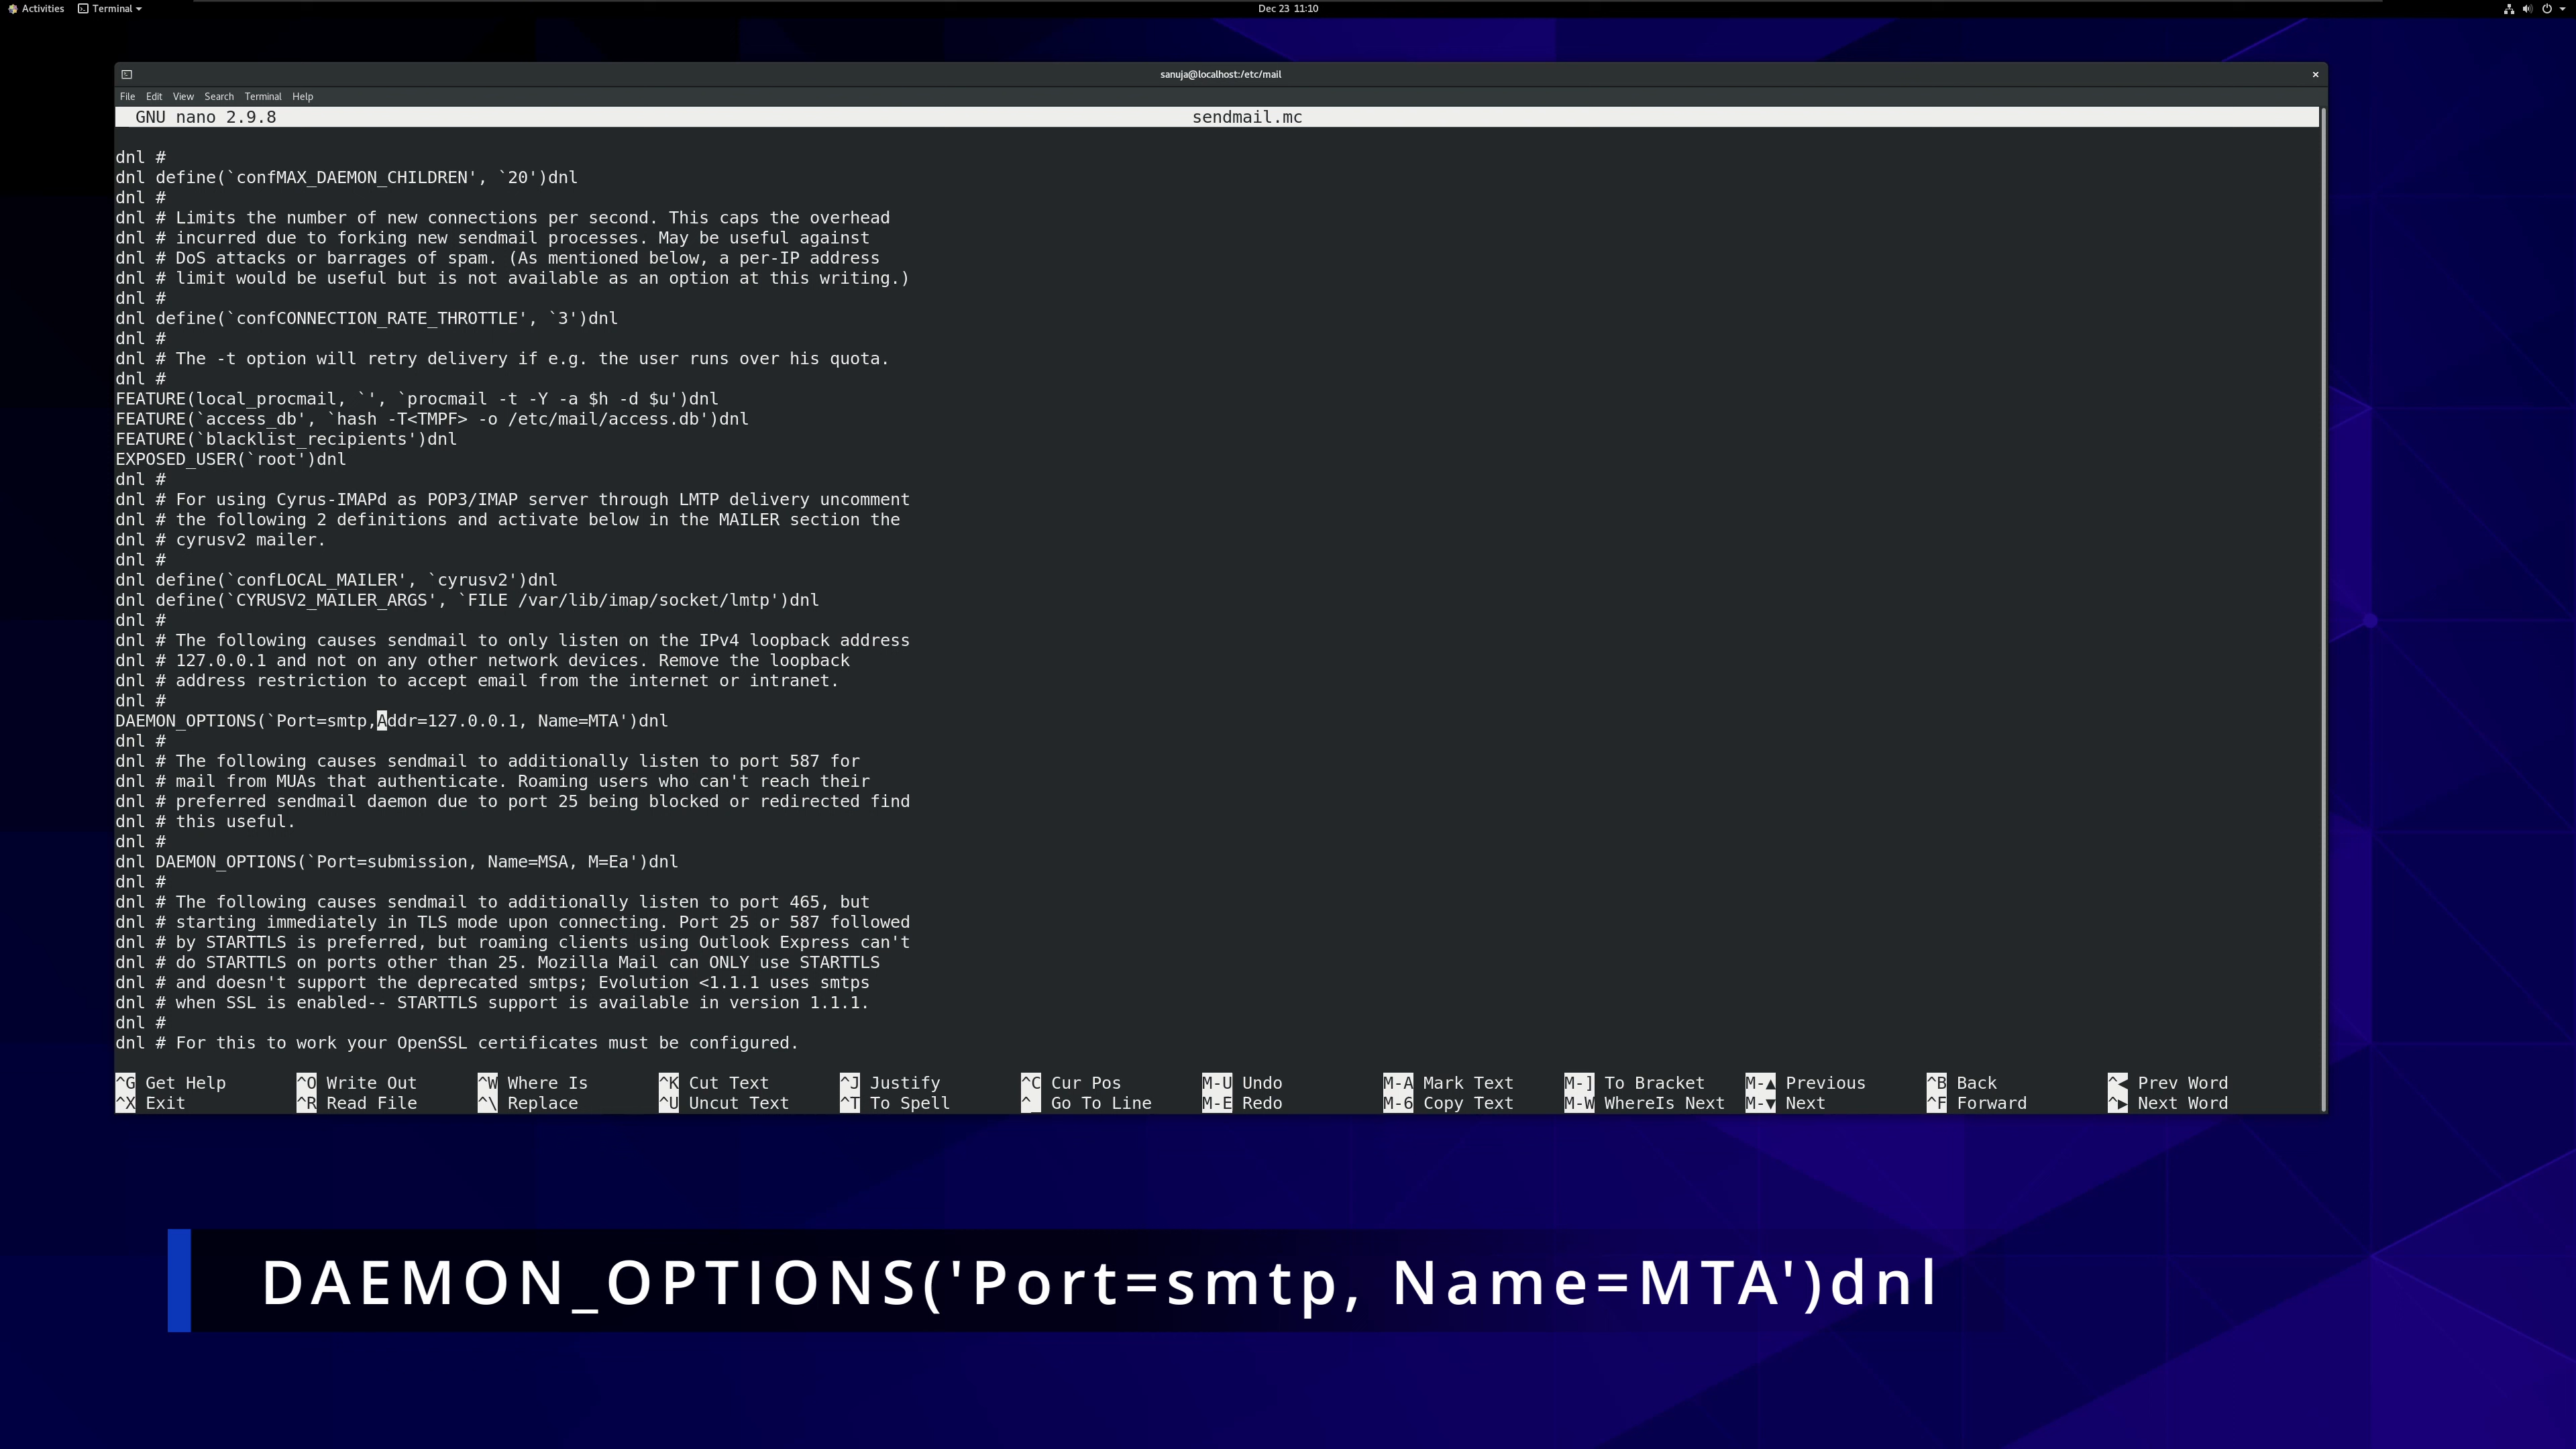 Activities Terminal Dec 23 11:10
sanuja@localhost:/etc/mail
File Edit View Search Terminal Help
GNU nano 2.9.8 sendmail.mc
dnl #
dnl define(`confMAX_DAEMON_CHILDREN', `20')dnl
dnl #
dnl # Limits the number of new connections per second. This caps the overhead
dnl # incurred due to forking new sendmail processes. May be useful against
dnl # DoS attacks or barrages of spam. (As mentioned below, a per-IP address
dnl # limit would be useful but is not available as an option at this writing.)
dnl #
dnl define(`confCONNECTION_RATE_THROTTLE', `3')dnl
dnl #
dnl # The -t option will retry delivery if e.g. the user runs over his quota.
dnl #
FEATURE(local_procmail, `', `procmail -t -Y -a $h -d $u')dnl
FEATURE(`access_db', `hash -T<TMPF> -o /etc/mail/access.db')dnl
FEATURE(`blacklist_recipients')dnl
EXPOSED_USER(`root')dnl
dnl #
dnl # For using Cyrus-IMAPd as POP3/IMAP server through LMTP delivery uncomment
dnl # the following 2 definitions and activate below in the MAILER section the
dnl # cyrusv2 mailer.
dnl #
dnl define(`confLOCAL_MAILER', `cyrusv2')dnl
dnl define(`CYRUSV2_MAILER_ARGS', `FILE /var/lib/imap/socket/lmtp')dnl
dnl #
dnl # The following causes sendmail to only listen on the IPv4 loopback address
dnl # 127.0.0.1 and not on any other network devices. Remove the loopback
dnl # address restriction to accept email from the internet or intranet.
dnl #
DAEMON_OPTIONS(`Port=smtp,Addr=127.0.0.1, Name=MTA')dnl
dnl #
dnl # The following causes sendmail to additionally listen to port 587 for
dnl # mail from MUAs that authenticate. Roaming users who can't reach their
dnl # preferred sendmail daemon due to port 25 being blocked or redirected find
dnl # this useful.
dnl #
dnl DAEMON_OPTIONS(`Port=submission, Name=MSA, M=Ea')dnl
dnl #
dnl # The following causes sendmail to additionally listen to port 465, but
dnl # starting immediately in TLS mode upon connecting. Port 25 or 587 followed
dnl # by STARTTLS is preferred, but roaming clients using Outlook Express can't
dnl # do STARTTLS on ports other than 25. Mozilla Mail can ONLY use STARTTLS
dnl # and doesn't support the deprecated smtps; Evolution <1.1.1 uses smtps
dnl # when SSL is enabled-- STARTTLS support is available in version 1.1.1.
dnl #
dnl # For this to work your OpenSSL certificates must be configured.
^G Get Help ^O Write Out ^W Where Is ^K Cut Text ^J Justify ^C Cur Pos M-U Undo M-A Mark Text M-] To Bracket M-▲ Previous ^B Back ^◀ Prev Word
^X Exit ^R Read File ^\ Replace ^U Uncut Text ^T To Spell ^_ Go To Line M-E Redo M-6 Copy Text M-W WhereIs Next M-▼ Next ^F Forward ^▶ Next Word
DAEMON_OPTIONS('Port=smtp, Name=MTA')dnl